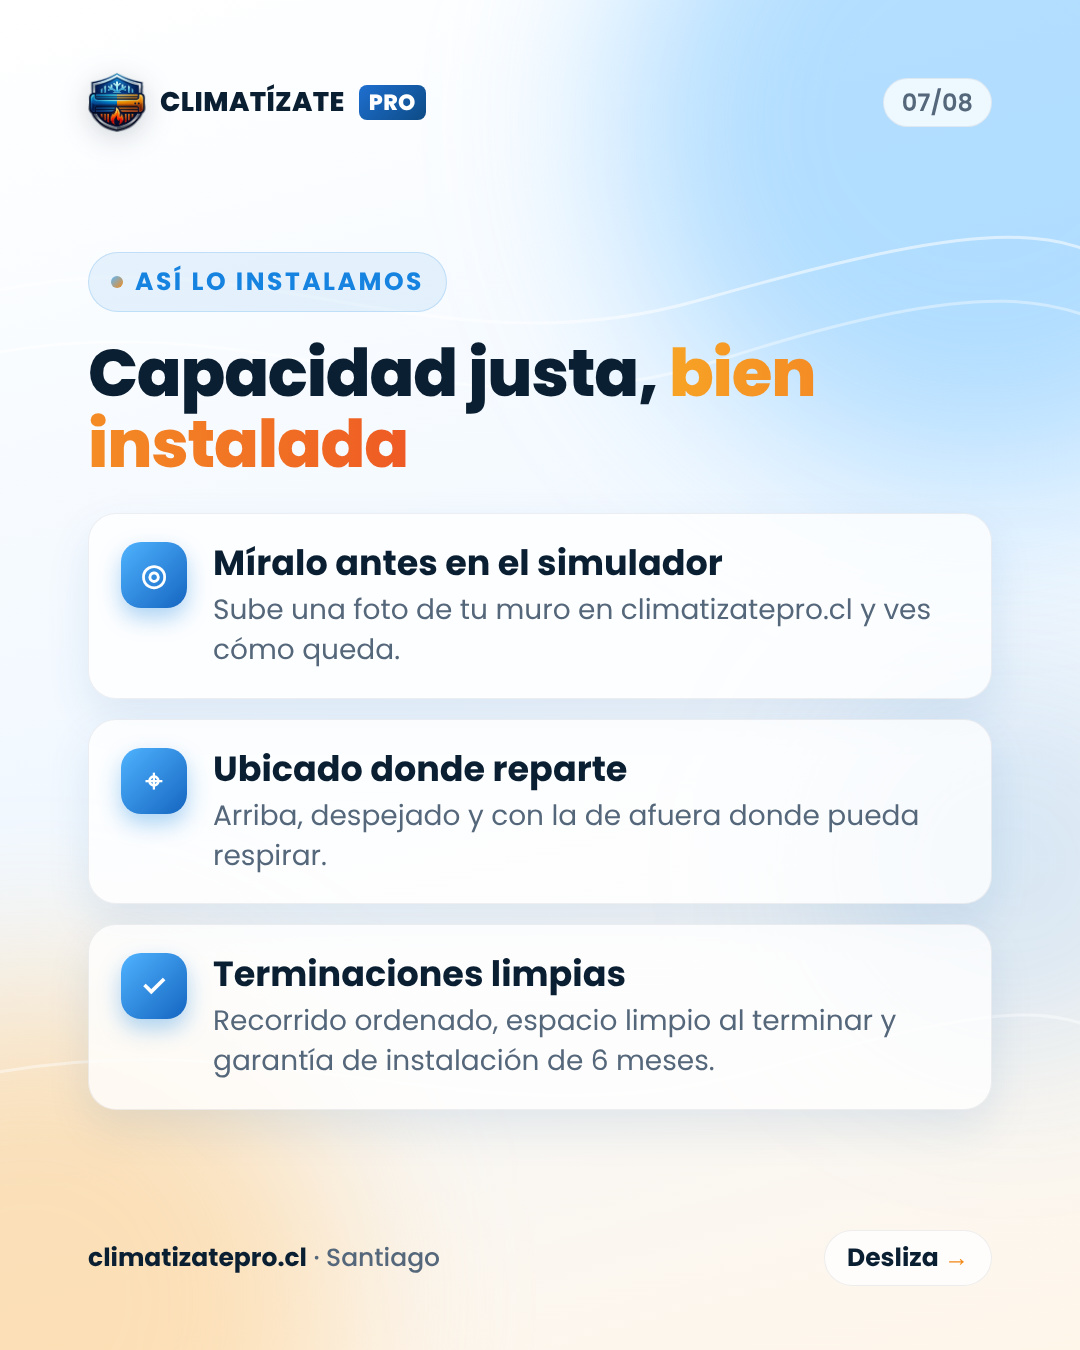 CLIMATÍZATE PRO
07/08
ASÍ LO INSTALAMOS
Capacidad justa, bien
instalada
Míralo antes en el simulador
Sube una foto de tu muro en climatizatepro.cl y ves
cómo queda.
Ubicado donde reparte
Arriba, despejado y con la de afuera donde pueda
respirar.
Terminaciones limpias
Recorrido ordenado, espacio limpio al terminar y
garantía de instalación de 6 meses.
climatizatepro.cl · Santiago
Desliza →